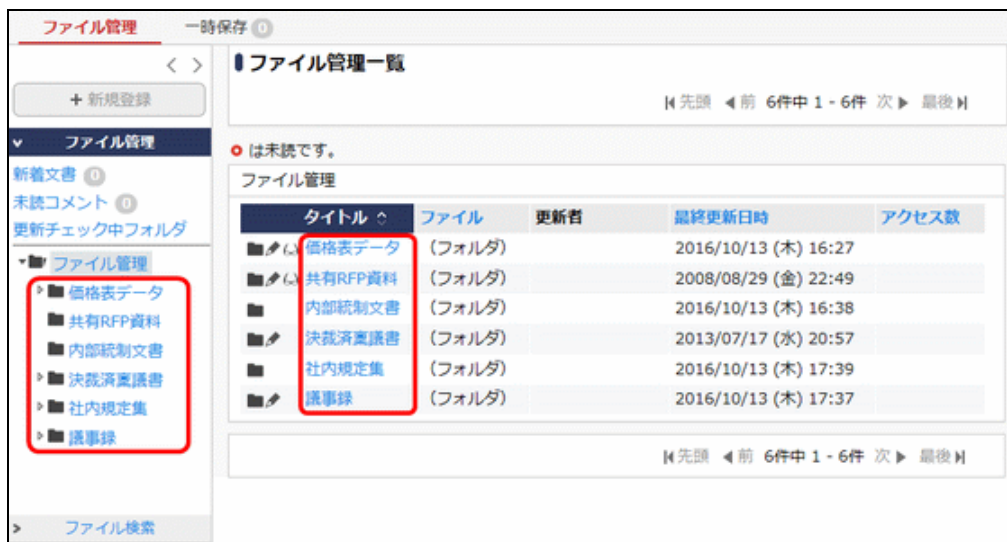 ファイル管理 一時保存 0
< >
+ 新規登録
ファイル管理
新着文書 0
未読コメント 0
更新チェック中フォルダ
ファイル管理
価格表データ
共有RFP資料
内部統制文書
決裁済稟議書
社内規定集
議事録
ファイル検索
ファイル管理一覧
先頭 前 6件中 1 - 6件 次 最後
は未読です。
ファイル管理
タイトル ファイル 更新者 最終更新日時 アクセス数
価格表データ (フォルダ) 2016/10/13 (木) 16:27
共有RFP資料 (フォルダ) 2008/08/29 (金) 22:49
内部統制文書 (フォルダ) 2016/10/13 (木) 16:38
決裁済稟議書 (フォルダ) 2013/07/17 (水) 20:57
社内規定集 (フォルダ) 2016/10/13 (木) 17:39
議事録 (フォルダ) 2016/10/13 (木) 17:37
先頭 前 6件中 1 - 6件 次 最後